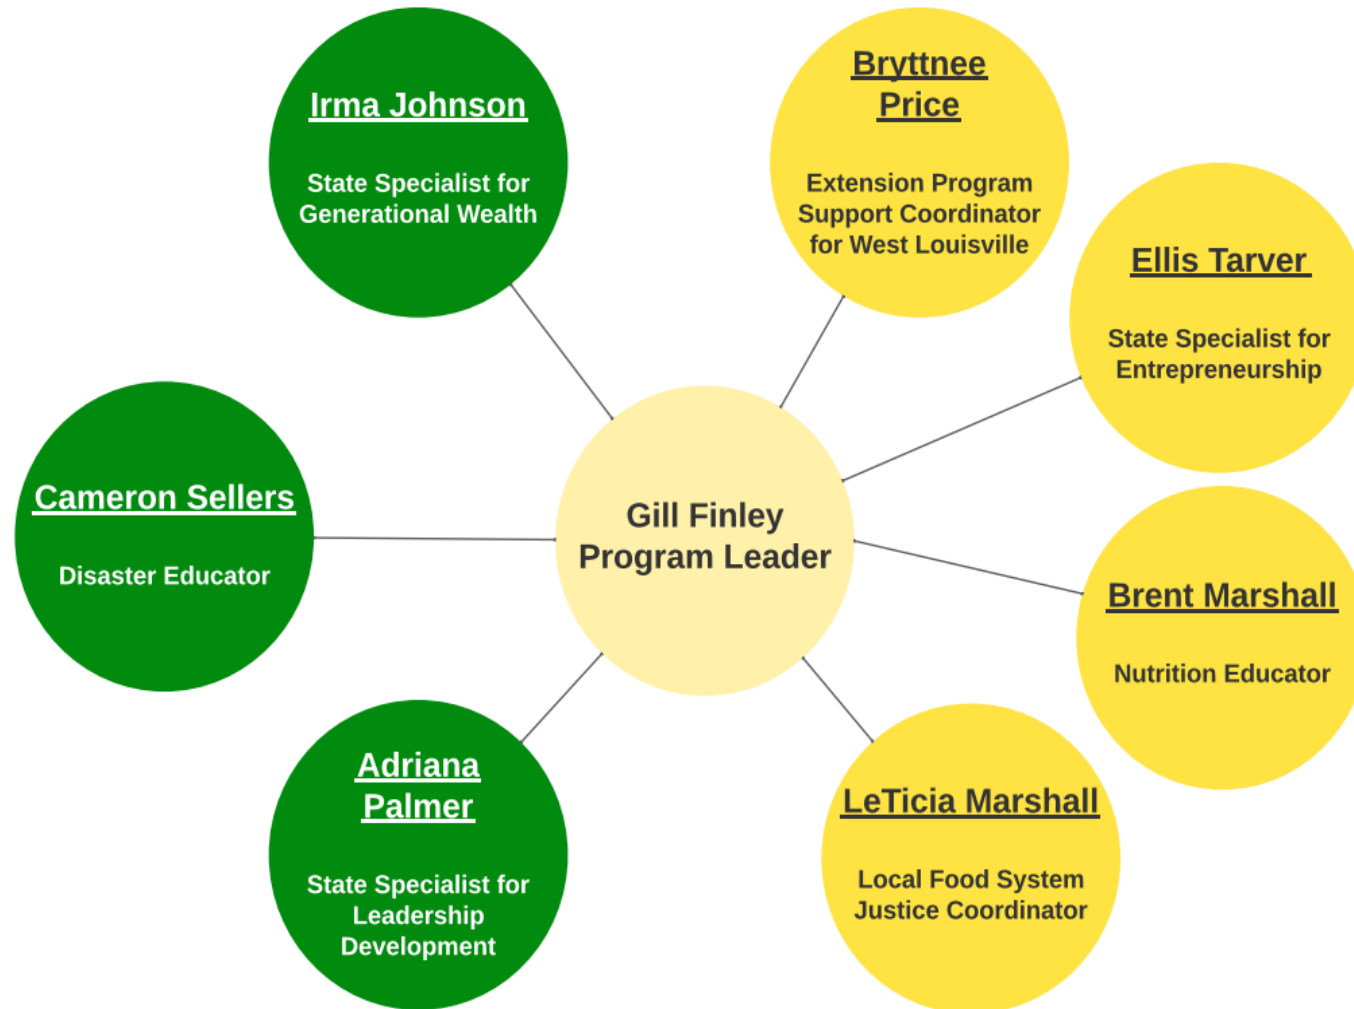 Irma Johnson
State Specialist for
Generational Wealth
Bryttnee
Price
Extension Program
Support Coordinator
for West Louisville
Ellis Tarver
State Specialist for
Entrepreneurship
Cameron Sellers
Disaster Educator
Gill Finley
Program Leader
Brent Marshall
Nutrition Educator
Adriana
Palmer
State Specialist for
Leadership
Development
LeTicia Marshall
Local Food System
Justice Coordinator